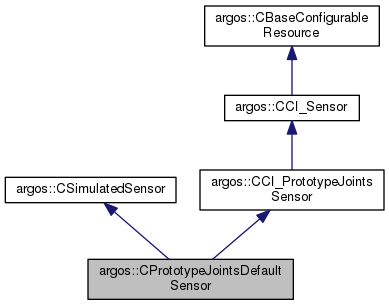 argos::CBaseConfigurable
Resource
argos::CCI_Sensor
argos::CSimulatedSensor
argos::CCI_PrototypeJoints
Sensor
argos::CPrototypeJointsDefault
Sensor